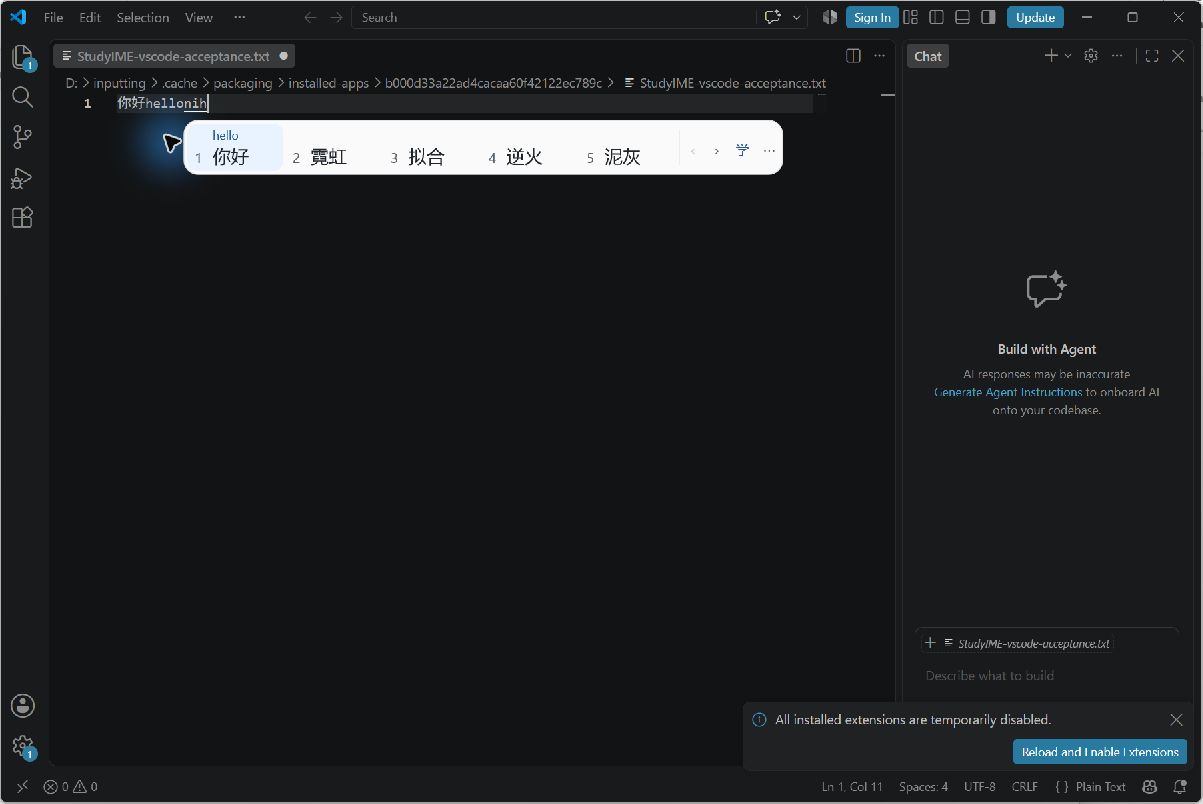 File Edit Selection View ··· Search Sign In Update
StudyIME-vscode-acceptance.txt
Chat
D: > inputting > .cache > packaging > installed-apps > b000d33a22ad4cacaa60f42122ec789c > StudyIME-vscode-acceptance.txt
1 你好hellonih
hello
1 你好 2 霓虹 3 拟合 4 逆火 5 泥灰 学 ···
Build with Agent
AI responses may be inaccurate
Generate Agent Instructions to onboard AI
onto your codebase.
StudyIME-vscode-acceptance.txt
Describe what to build
All installed extensions are temporarily disabled.
Reload and Enable Extensions
1
1
0 0 Ln 1, Col 11 Spaces: 4 UTF-8 CRLF { } Plain Text